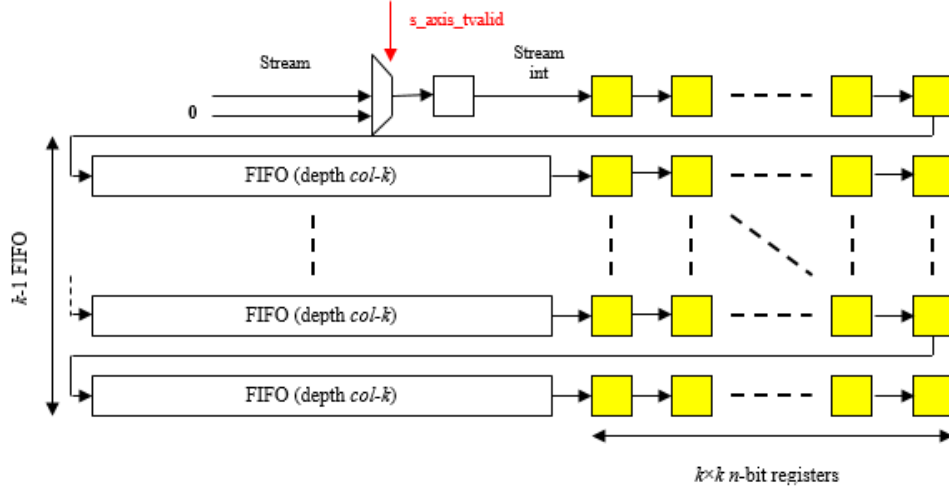 s_axis_tvalid
Stream
Stream
int
0
FIFO (depth col-k)
k-1 FIFO
FIFO (depth col-k)
FIFO (depth col-k)
k×k n-bit registers